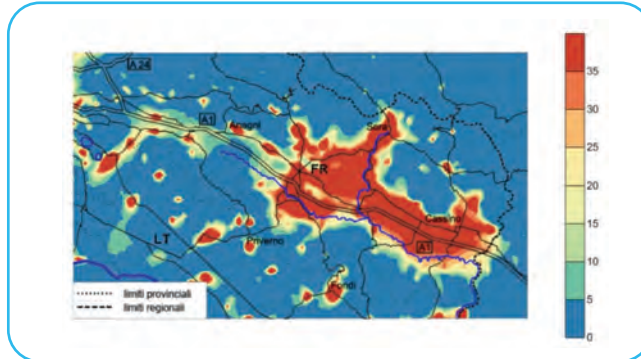 A 24
A1
Anagni
Sora
FR
LT
Priverno
Cassino
A1
Fondi
limiti provinciali
limiti regionali
35
30
25
20
15
10
5
0